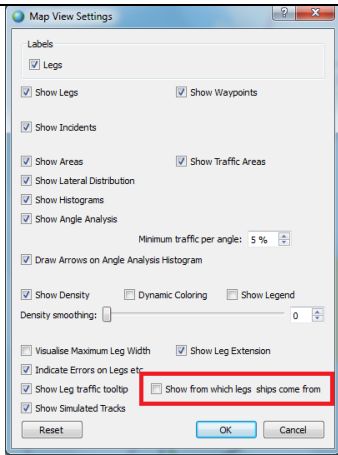 Map View Settings
Labels
Legs
Show Legs Show Waypoints
Show Incidents
Show Areas Show Traffic Areas
Show Lateral Distribution
Show Histograms
Show Angle Analysis
Minimum traffic per angle: 5 %
Draw Arrows on Angle Analysis Histogram
Show Density Dynamic Coloring Show Legend
Density smoothing: 0
Visualise Maximum Leg Width Show Leg Extension
Indicate Errors on Legs etc
Show Leg traffic tooltip Show from which legs ships come from
Show Simulated Tracks
Reset OK Cancel